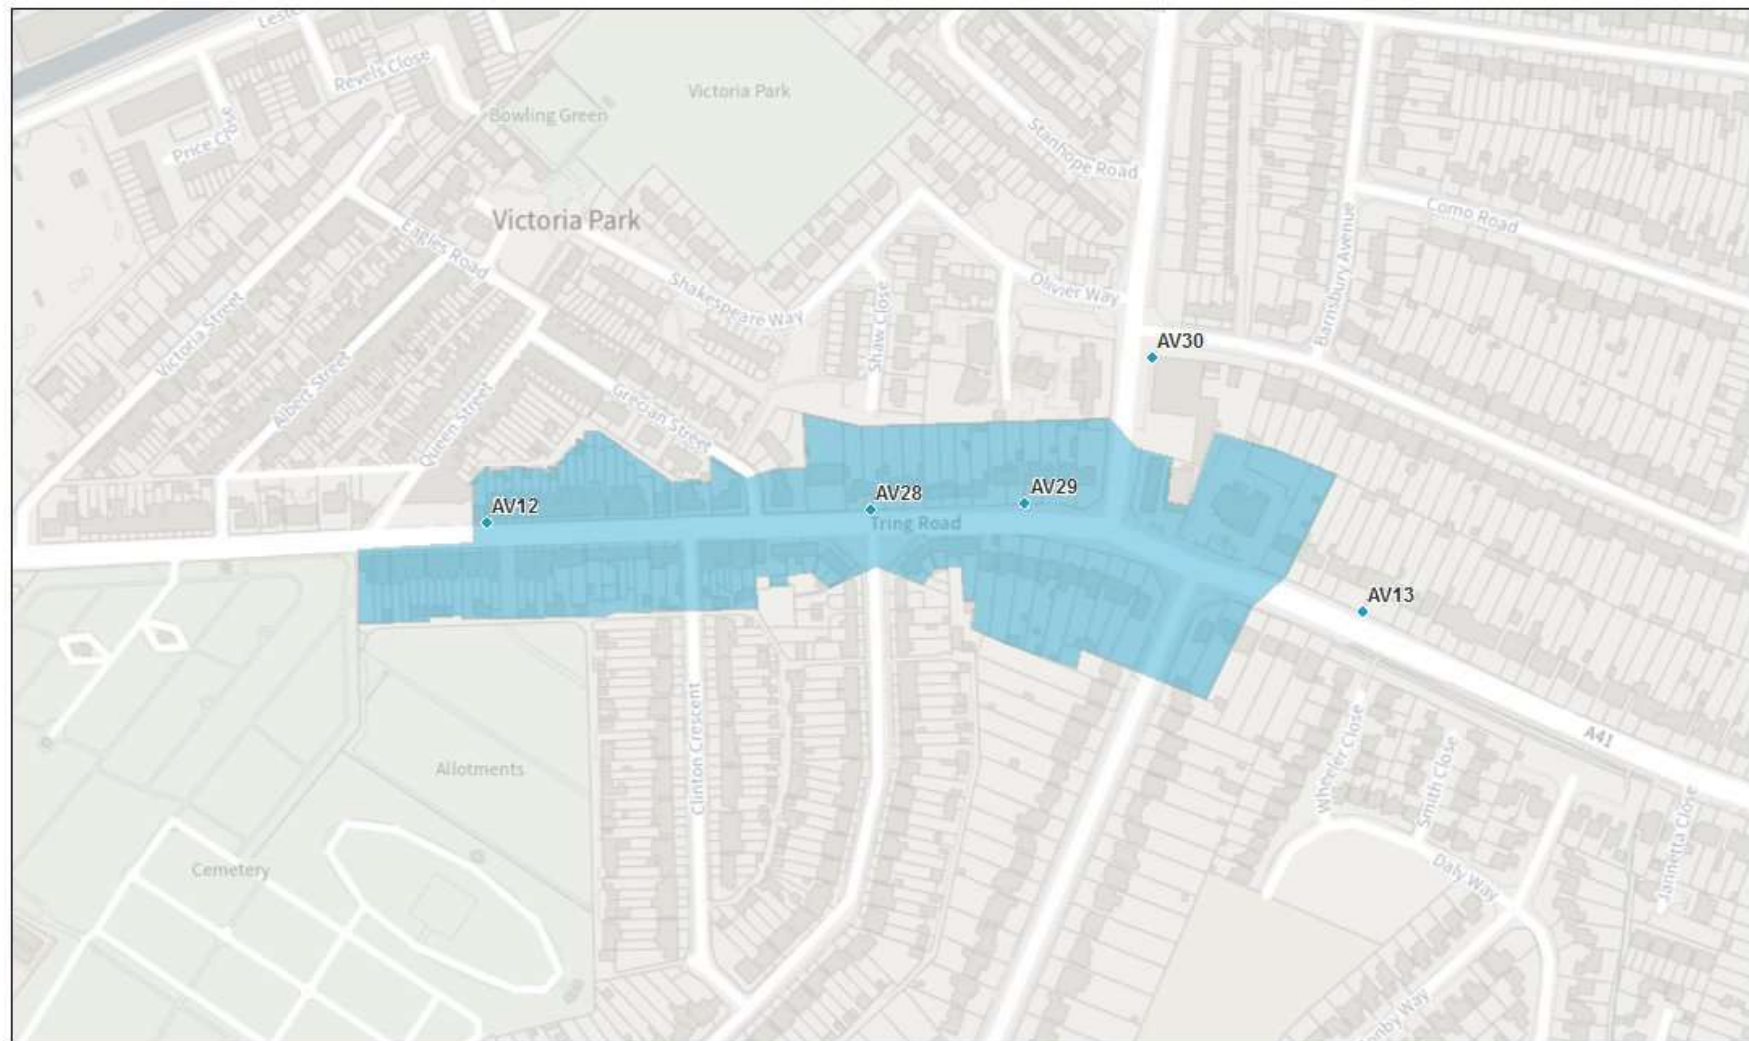 Revels Close
Victoria Park
Bowling Green
Price Close
Stanhope Road
Victoria Park
Como Road
Eagles Road
Shakespeare Way
Olivier Way
Barnsbury Avenue
Victoria Street
Shaw Close
AV30
Albert Street
Queen Street
Grecian Street
AV12
AV28
AV29
Tring Road
AV13
Clinton Crescent
Wheeler Close
Smith Close
A41
Allotments
Jannetta Close
Cemetery
Daly Way